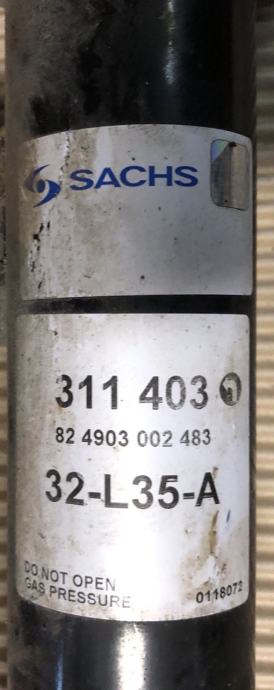 SACHS
311 403
82 4903 002 483
32-L35-A
DO NOT OPEN
GAS PRESSURE
0118072